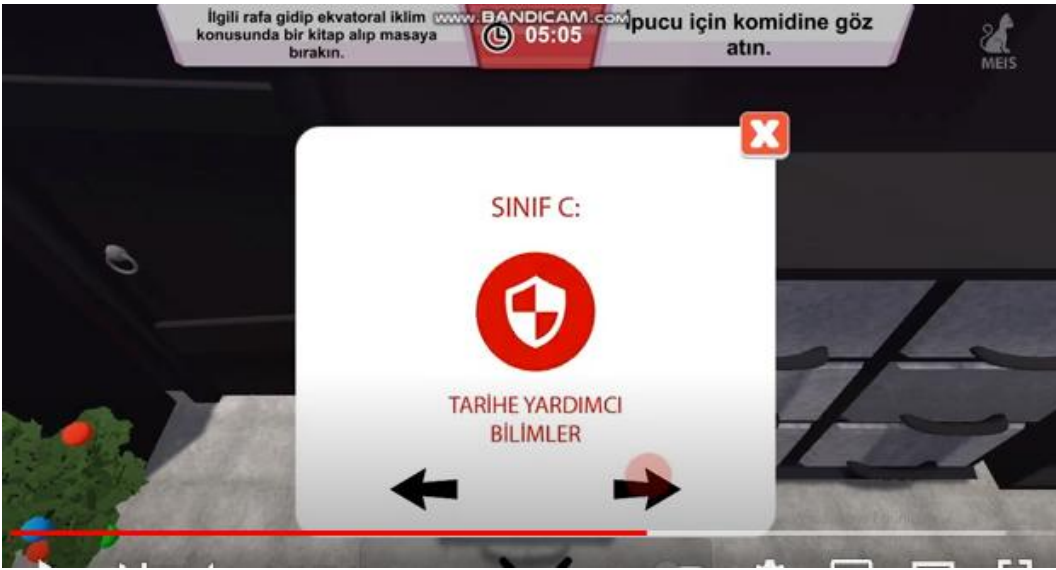 İlgili rafa gidip ekvatoral iklim
konusunda bir kitap alıp masaya
bırakın.
www.BANDICAM.com
05:05
İpucu için komidine göz
atın.
MEIS
SINIF C:
TARİHE YARDIMCI
BİLİMLER